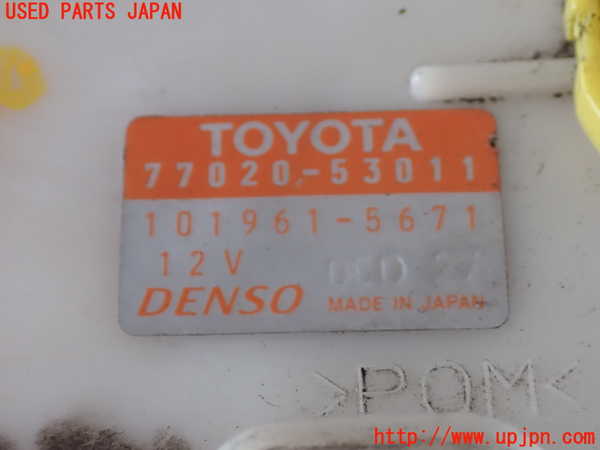 USED PARTS JAPAN
TOYOTA
77020-53011
101961-5671
12V
DENSO MADE IN JAPAN
>POM<
http://www.upjpn.com